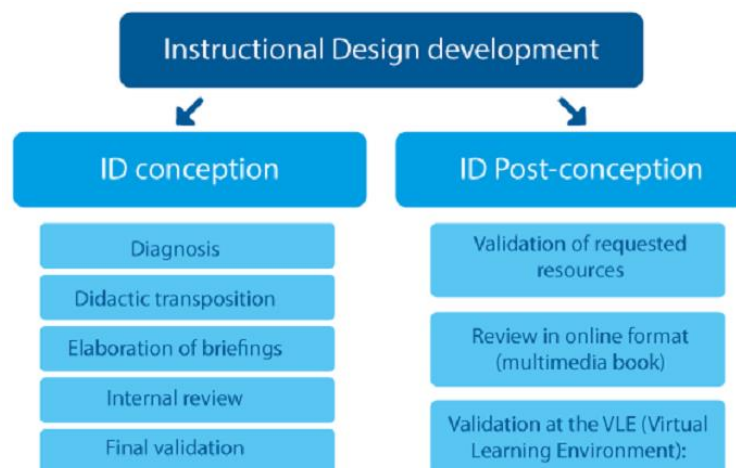 Instructional Design development
ID conception
Diagnosis
Didactic transposition
Elaboration of briefings
Internal review
Final validation
ID Post-conception
Validation of requested
resources
Review in online format
(multimedia book)
Validation at the VLE (Virtual
Learning Environment):